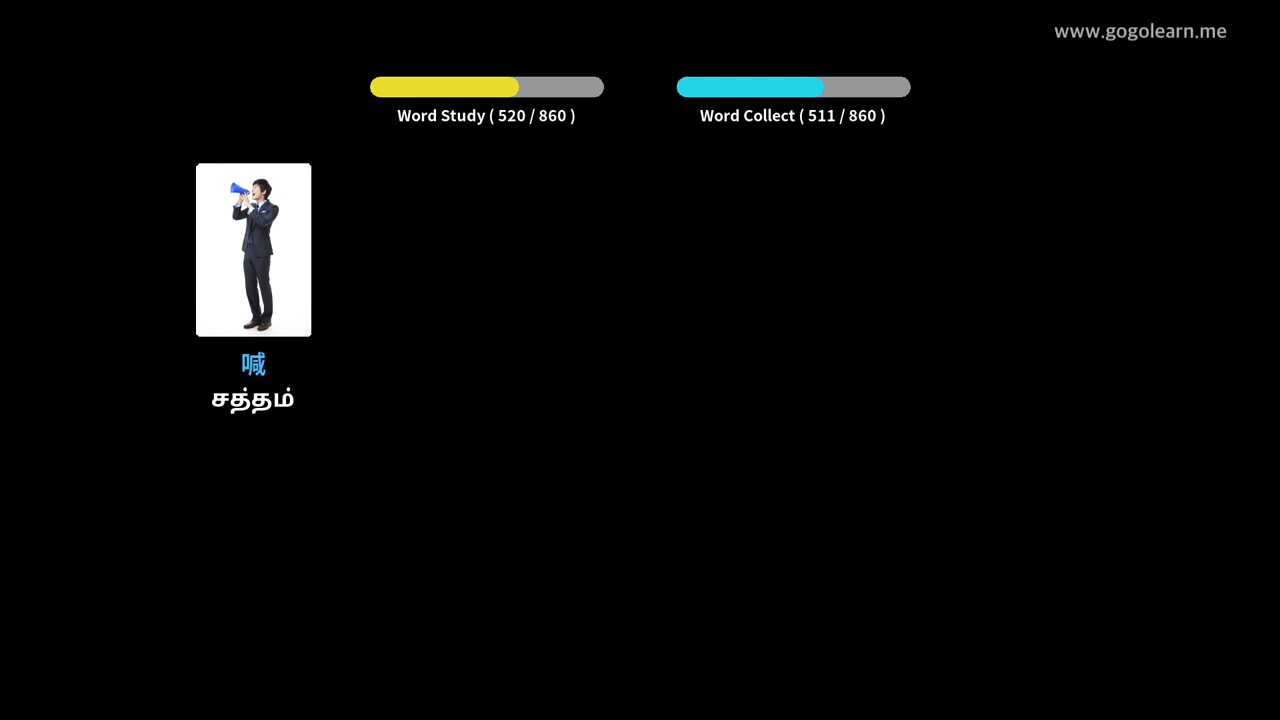 www.gogolearn.me
Word Study ( 520 / 860 )
Word Collect ( 511 / 860 )
喊
சத்தம்